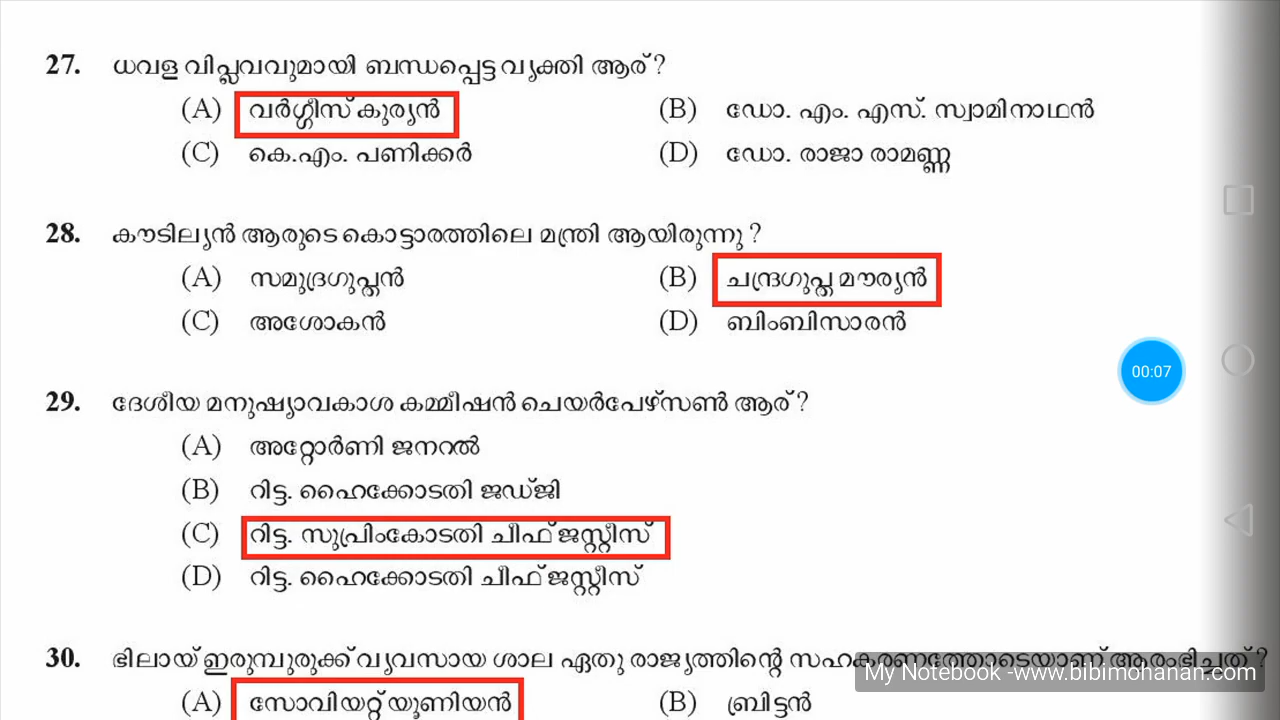 27. ധവള വിപ്ലവവുമായി ബന്ധപ്പെട്ട വ്യക്തി ആര് ?
(A) വർഗ്ഗീസ് കുര്യൻ (B) ഡോ. എം. എസ്. സ്വാമിനാഥൻ
(C) കെ.എം. പണിക്കർ (D) ഡോ. രാജാ രാമണ്ണ
28. കൗടില്യൻ ആരുടെ കൊട്ടാരത്തിലെ മന്ത്രി ആയിരുന്നു ?
(A) സമുദ്രഗുപ്തൻ (B) ചന്ദ്രഗുപ്ത മൗര്യൻ
(C) അശോകൻ (D) ബിംബിസാരൻ
00:07
29. ദേശീയ മനുഷ്യാവകാശ കമ്മീഷൻ ചെയർപേഴ്സൺ ആര് ?
(A) അറ്റോർണി ജനറൽ
(B) റിട്ട. ഹൈക്കോടതി ജഡ്ജി
(C) റിട്ട. സുപ്രിംകോടതി ചീഫ് ജസ്റ്റീസ്
(D) റിട്ട. ഹൈക്കോടതി ചീഫ് ജസ്റ്റീസ്
30. ഭിലായ് ഇരുമ്പുരുക്ക് വ്യവസായ ശാല ഏതു രാജ്യത്തിന്റെ സഹകരണത്തോടെയാണ് ആരംഭിച്ചത് ?
My Notebook -www.bibimohanan.com
(A) സോവിയറ്റ് യൂണിയൻ (B) ബ്രിട്ടൻ